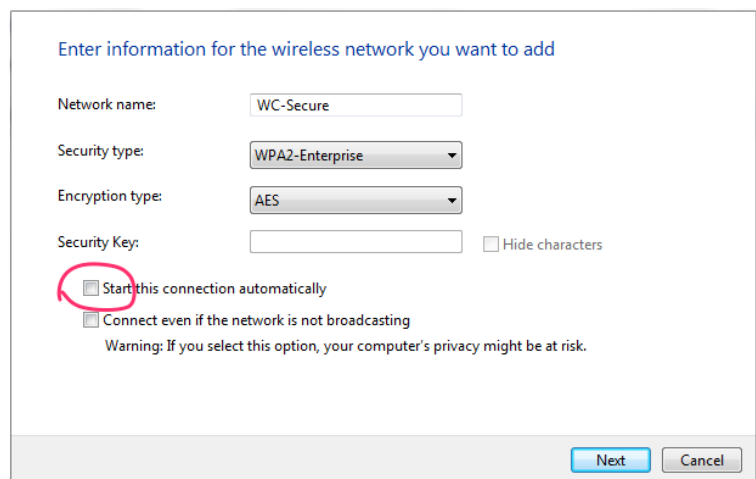 Enter information for the wireless network you want to add
Network name: WC-Secure
Security type: WPA2-Enterprise
Encryption type: AES
Security Key: Hide characters
Start this connection automatically
Connect even if the network is not broadcasting
Warning: If you select this option, your computer's privacy might be at risk.
Next Cancel